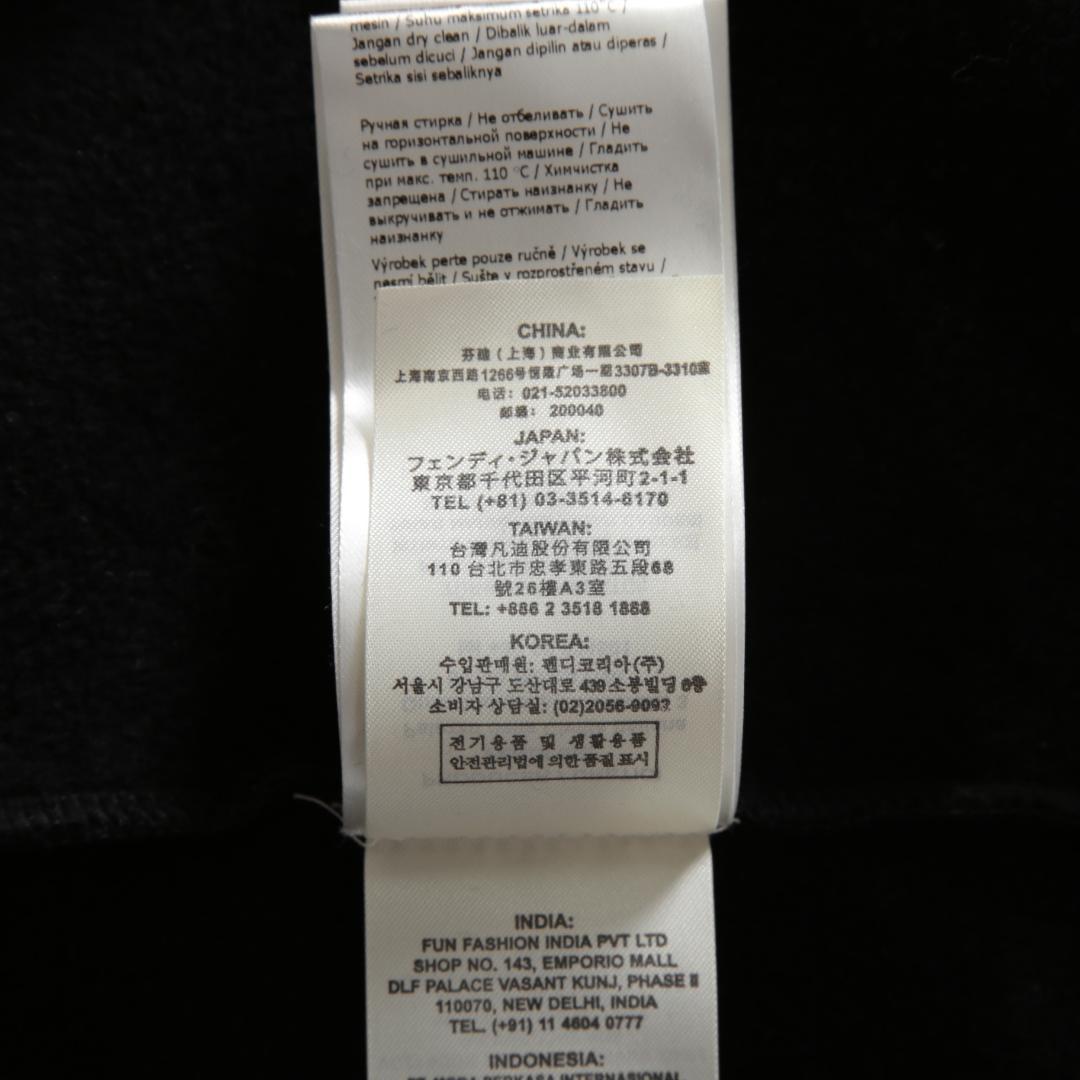 mesin / Suhu maksimum setrika 110°C /
Jangan dry clean / Dibalik luar-dalam
sebelum dicuci / Jangan dipilin atau diperas /
Setrika sisi sebaliknya
Ручная стирка / Не отбеливать / Сушить
на горизонтальной поверхности / Не
сушить в сушильной машине / Гладить
при макс. темп. 110 °C / Химчистка
запрещена / Стирать наизнанку / Не
выкручивать и не отжимать / Гладить
наизнанку
Výrobek perte pouze ručně / Výrobek se
nesmí bělit / Sušte v rozprostřeném stavu /
CHINA:
芬迪（上海）商业有限公司
上海南京西路1266号恒隆广场一期3307B-3310室
电话: 021-52033800
邮编: 200040
JAPAN:
フェンディ・ジャパン株式会社
東京都千代田区平河町2-1-1
TEL (+81) 03-3514-6170
TAIWAN:
台灣凡迪股份有限公司
110 台北市忠孝東路五段68
號26樓A3室
TEL: +886 2 3518 1868
KOREA:
수입판매원: 펜디코리아(주)
서울시 강남구 도산대로 439 소봉빌딩 6층
소비자 상담실: (02)2056-9092
전기용품 및 생활용품
안전관리법에 의한 품질 표시
INDIA:
FUN FASHION INDIA PVT LTD
SHOP NO. 143, EMPORIO MALL
DLF PALACE VASANT KUNJ, PHASE II
110070, NEW DELHI, INDIA
TEL. (+91) 11 4604 0777
INDONESIA: